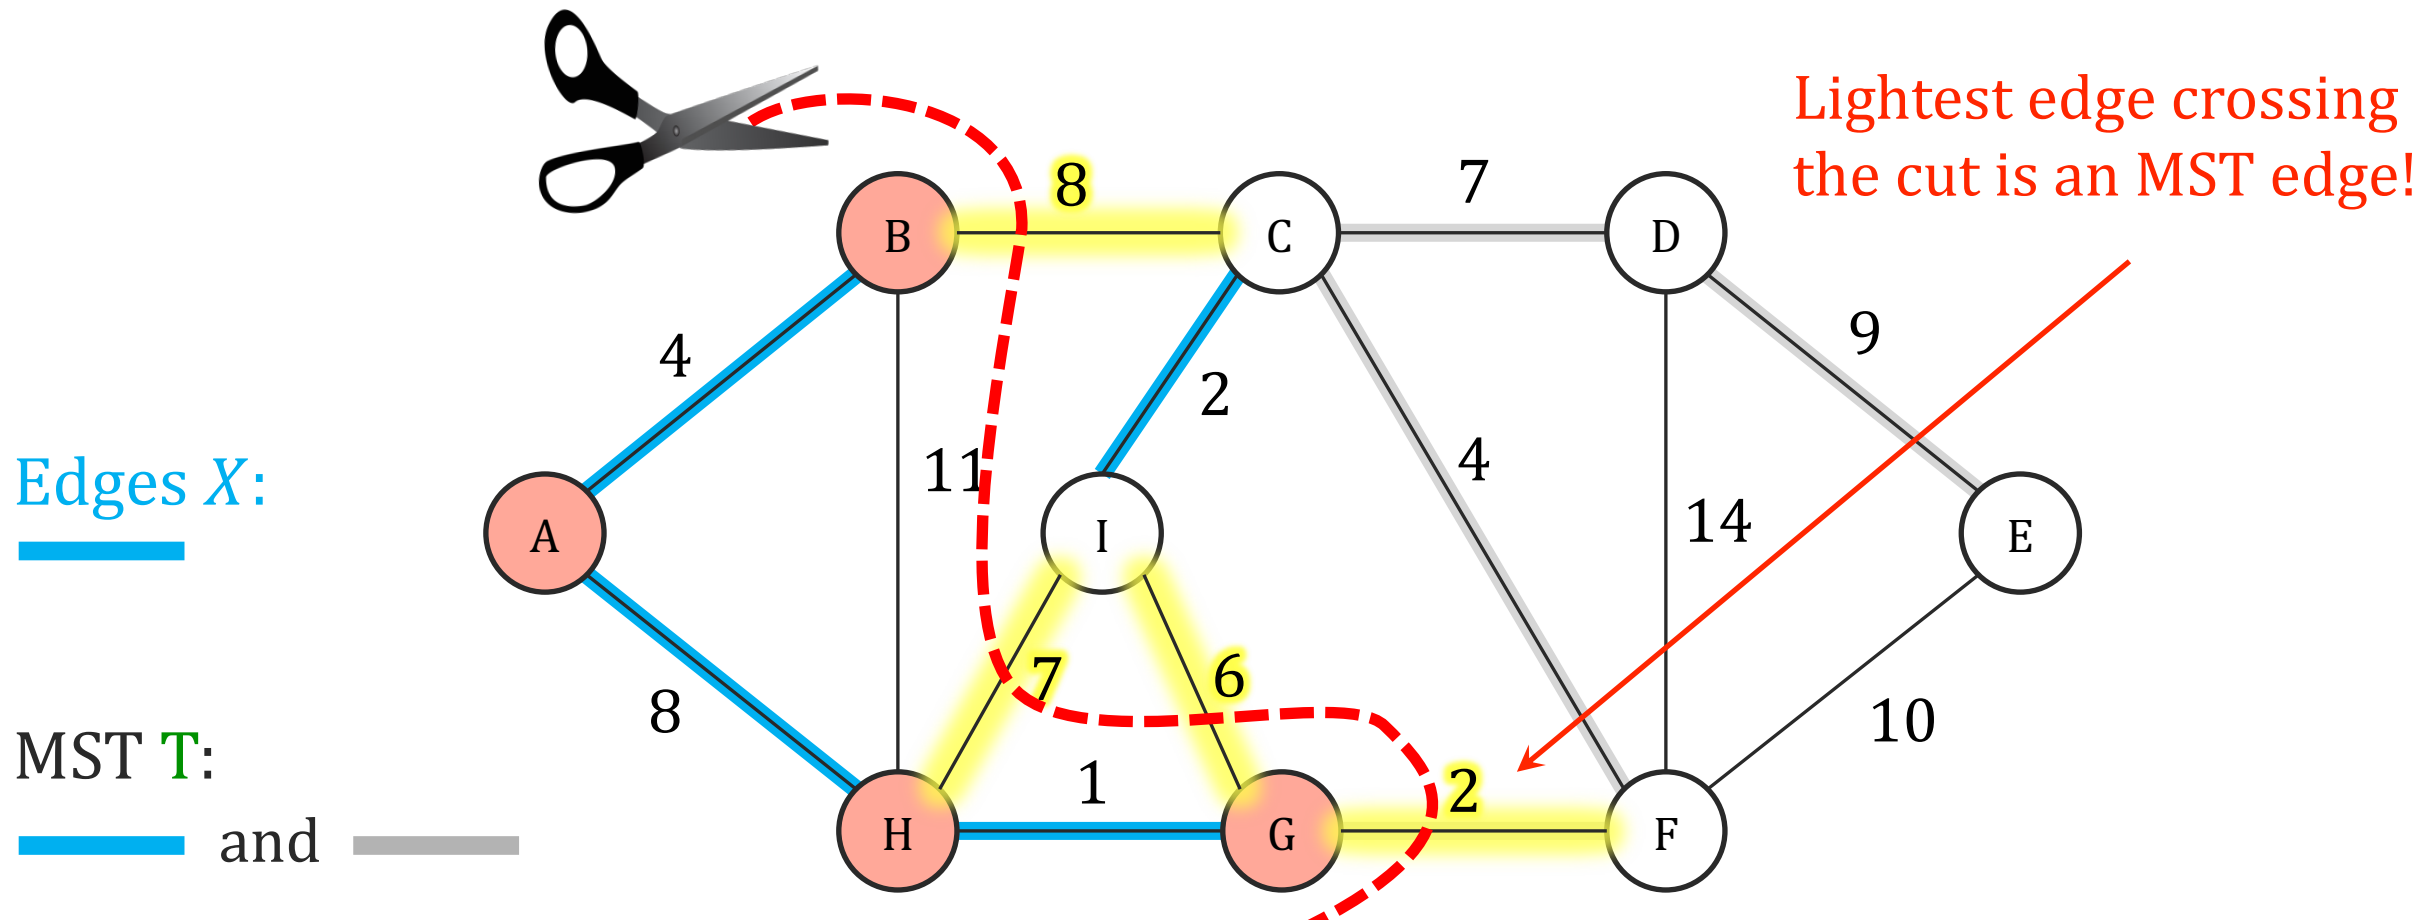 Lightest edge crossing
the cut is an MST edge!
8
7
B
C
D
4
9
2
11
4
Edges X:
14
A
I
E
7
6
8
10
MST T:
1
2
and
H
G
F